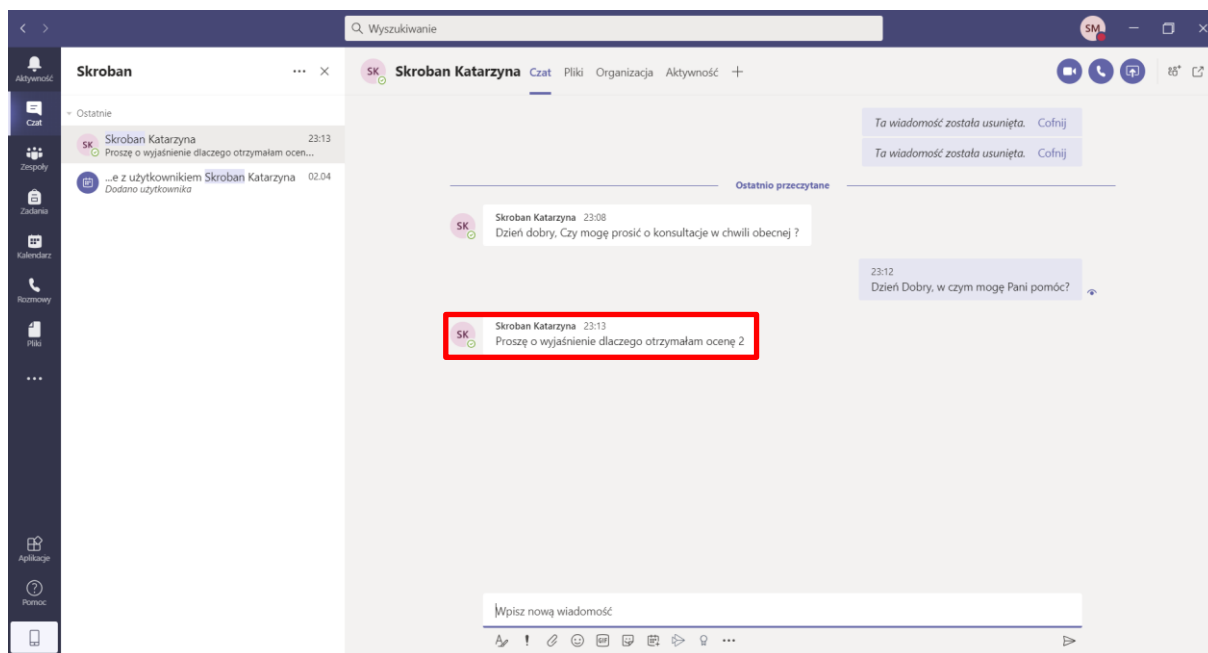 Wyszukiwanie
SM
Aktywność
Czat
Zespoły
Zadania
Kalendarz
Rozmowy
Pliki
Aplikacje
Pomoc
Skroban
Ostatnie
SK
Skroban Katarzyna 23:13
Proszę o wyjaśnienie dlaczego otrzymałam ocen...
...e z użytkownikiem Skroban Katarzyna 02.04
Dodano użytkownika
SK Skroban Katarzyna Czat Pliki Organizacja Aktywność
Ta wiadomość została usunięta. Cofnij
Ta wiadomość została usunięta. Cofnij
Ostatnio przeczytane
SK
Skroban Katarzyna 23:08
Dzień dobry, Czy mogę prosić o konsultacje w chwili obecnej ?
23:12
Dzień Dobry, w czym mogę Pani pomóc?
SK
Skroban Katarzyna 23:13
Proszę o wyjaśnienie dlaczego otrzymałam ocenę 2
Wpisz nową wiadomość
GIF